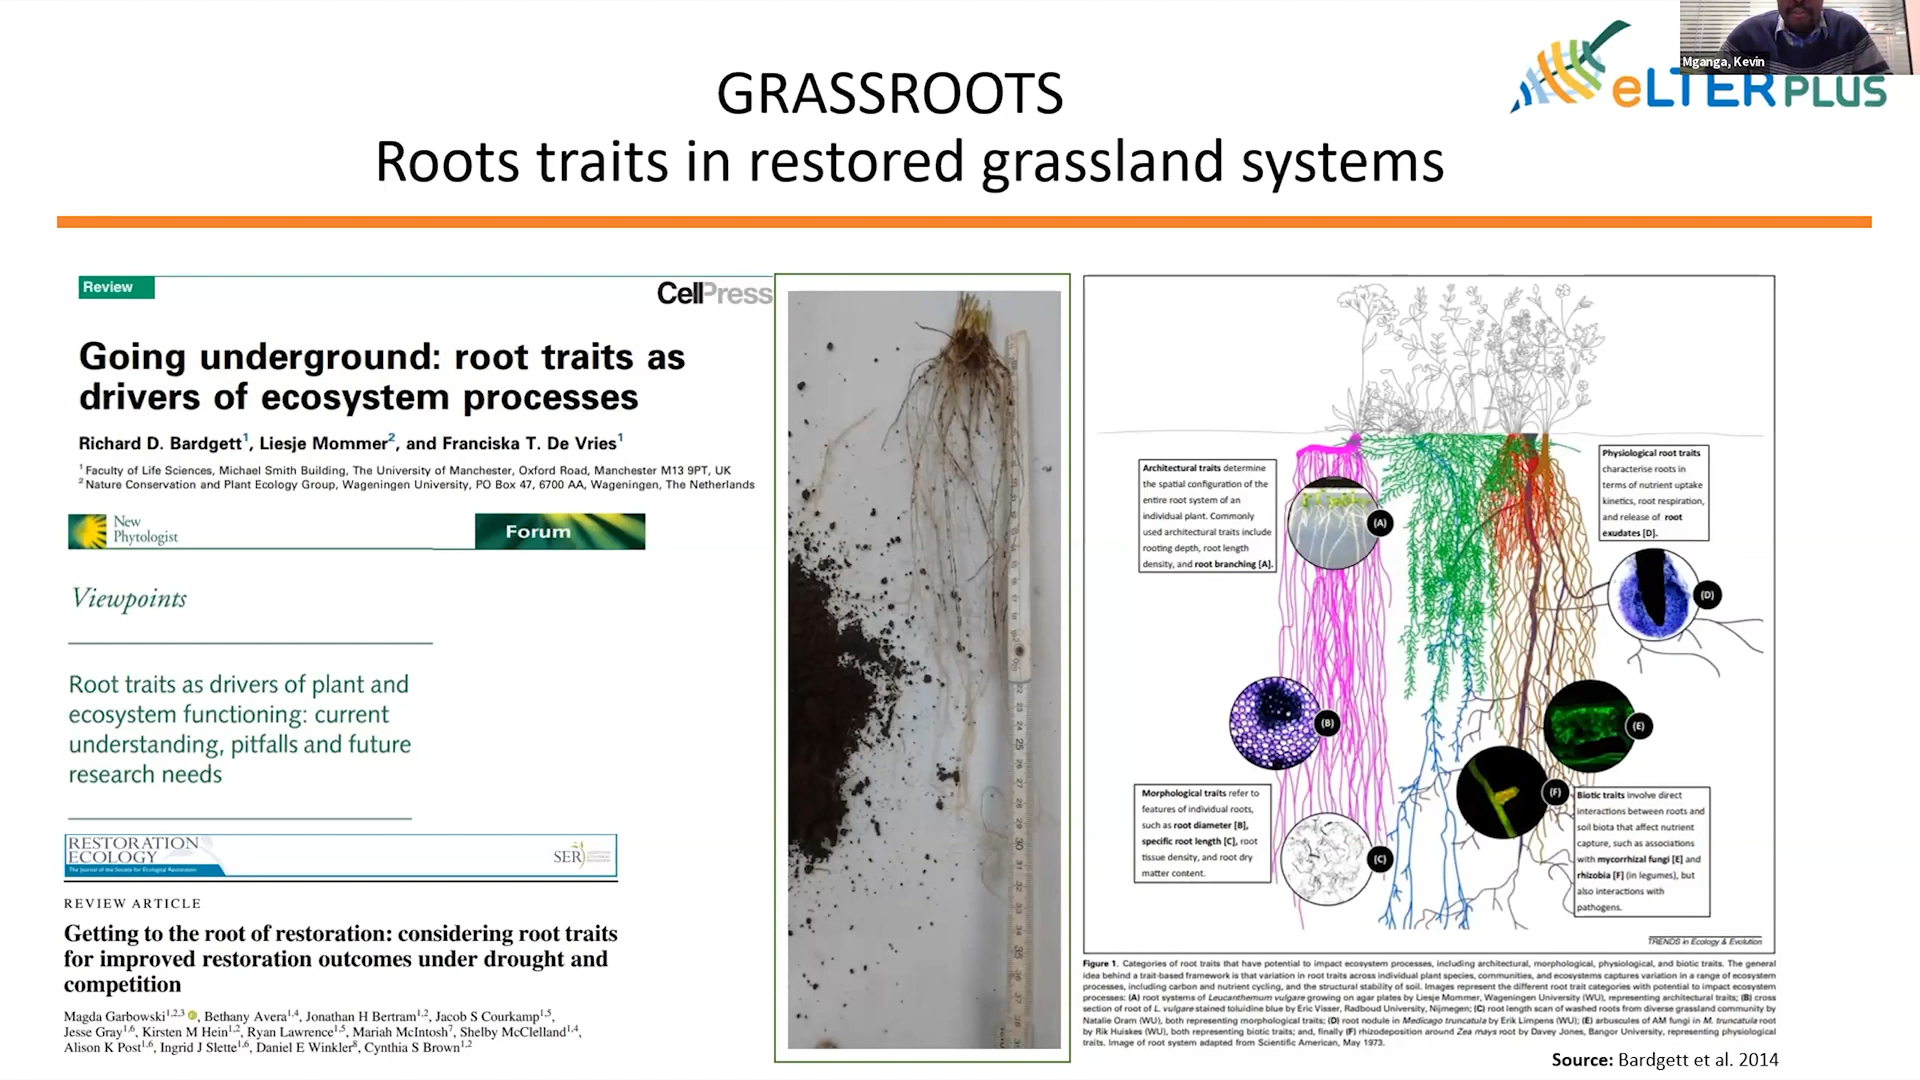 GRASSROOTS
Roots traits in restored grassland systems
eLTER PLUS
Mganga, Kevin
Review
CellPress
Going underground: root traits as
drivers of ecosystem processes
Richard D. Bardgett1, Liesje Mommer2, and Franciska T. De Vries1
1 Faculty of Life Sciences, Michael Smith Building, The University of Manchester, Oxford Road, Manchester M13 9PT, UK
2 Nature Conservation and Plant Ecology Group, Wageningen University, PO Box 47, 6700 AA, Wageningen, The Netherlands
New
Phytologist
Forum
Viewpoints
Root traits as drivers of plant and
ecosystem functioning: current
understanding, pitfalls and future
research needs
RESTORATION
ECOLOGY
The Journal of the Society for Ecological Restoration
SER
REVIEW ARTICLE
Getting to the root of restoration: considering root traits
for improved restoration outcomes under drought and
competition
Magda Garbowski1,2,3, Bethany Avera1,4, Jonathan H Bertram1,2, Jacob S Courkamp1,5,
Jesse Gray1,6, Kirsten M Hein1,2, Ryan Lawrence1,5, Mariah McIntosh7, Shelby McClelland1,4,
Alison K Post1,6, Ingrid J Slette1,6, Daniel E Winkler8, Cynthia S Brown1,2
Architectural traits determine
the spatial configuration of the
entire root system of an
individual plant. Commonly
used architectural traits include
rooting depth, root length
density, and root branching [A].
(A)
Physiological root traits
characterise roots in
terms of nutrient uptake
kinetics, root respiration,
and release of root
exudates [D].
(D)
(B)
(E)
Morphological traits refer to
features of individual roots,
such as root diameter [B],
specific root length [C], root
tissue density, and root dry
matter content.
(C)
(F)
Biotic traits involve direct
interactions between roots and
soil biota that affect nutrient
capture, such as associations
with mycorrhizal fungi [E] and
rhizobia [F] (in legumes), but
also interactions with
pathogens.
TRENDS in Ecology & Evolution
Figure 1. Categories of root traits that have potential to impact ecosystem processes, including architectural, morphological, physiological, and biotic traits. The general
idea behind a trait-based framework is that variation in root traits across individual plant species, communities, and ecosystems captures variation in a range of ecosystem
processes, including carbon and nutrient cycling, and the structural stability of soil. Images represent the different root trait categories with potential to impact ecosystem
processes: (A) root systems of Leucanthemum vulgare growing on agar plates by Liesje Mommer, Wageningen University (WU), representing architectural traits; (B) cross
section of root of L. vulgare stained toluidine blue by Eric Visser, Radboud University, Nijmegen; (C) root length scan of washed roots from diverse grassland community by
Natalie Oram (WU), both representing morphological traits; (D) root nodule in Medicago truncatula by Erik Limpens (WU); (E) arbuscules of AM fungi in M. truncatula root
by Rik Huiskes (WU), both representing biotic traits; and, finally (F) rhizodeposition around Zea mays root by Davey Jones, Bangor University, representing physiological
traits. Image of root system adapted from Scientific American, May 1973.
Source: Bardgett et al. 2014